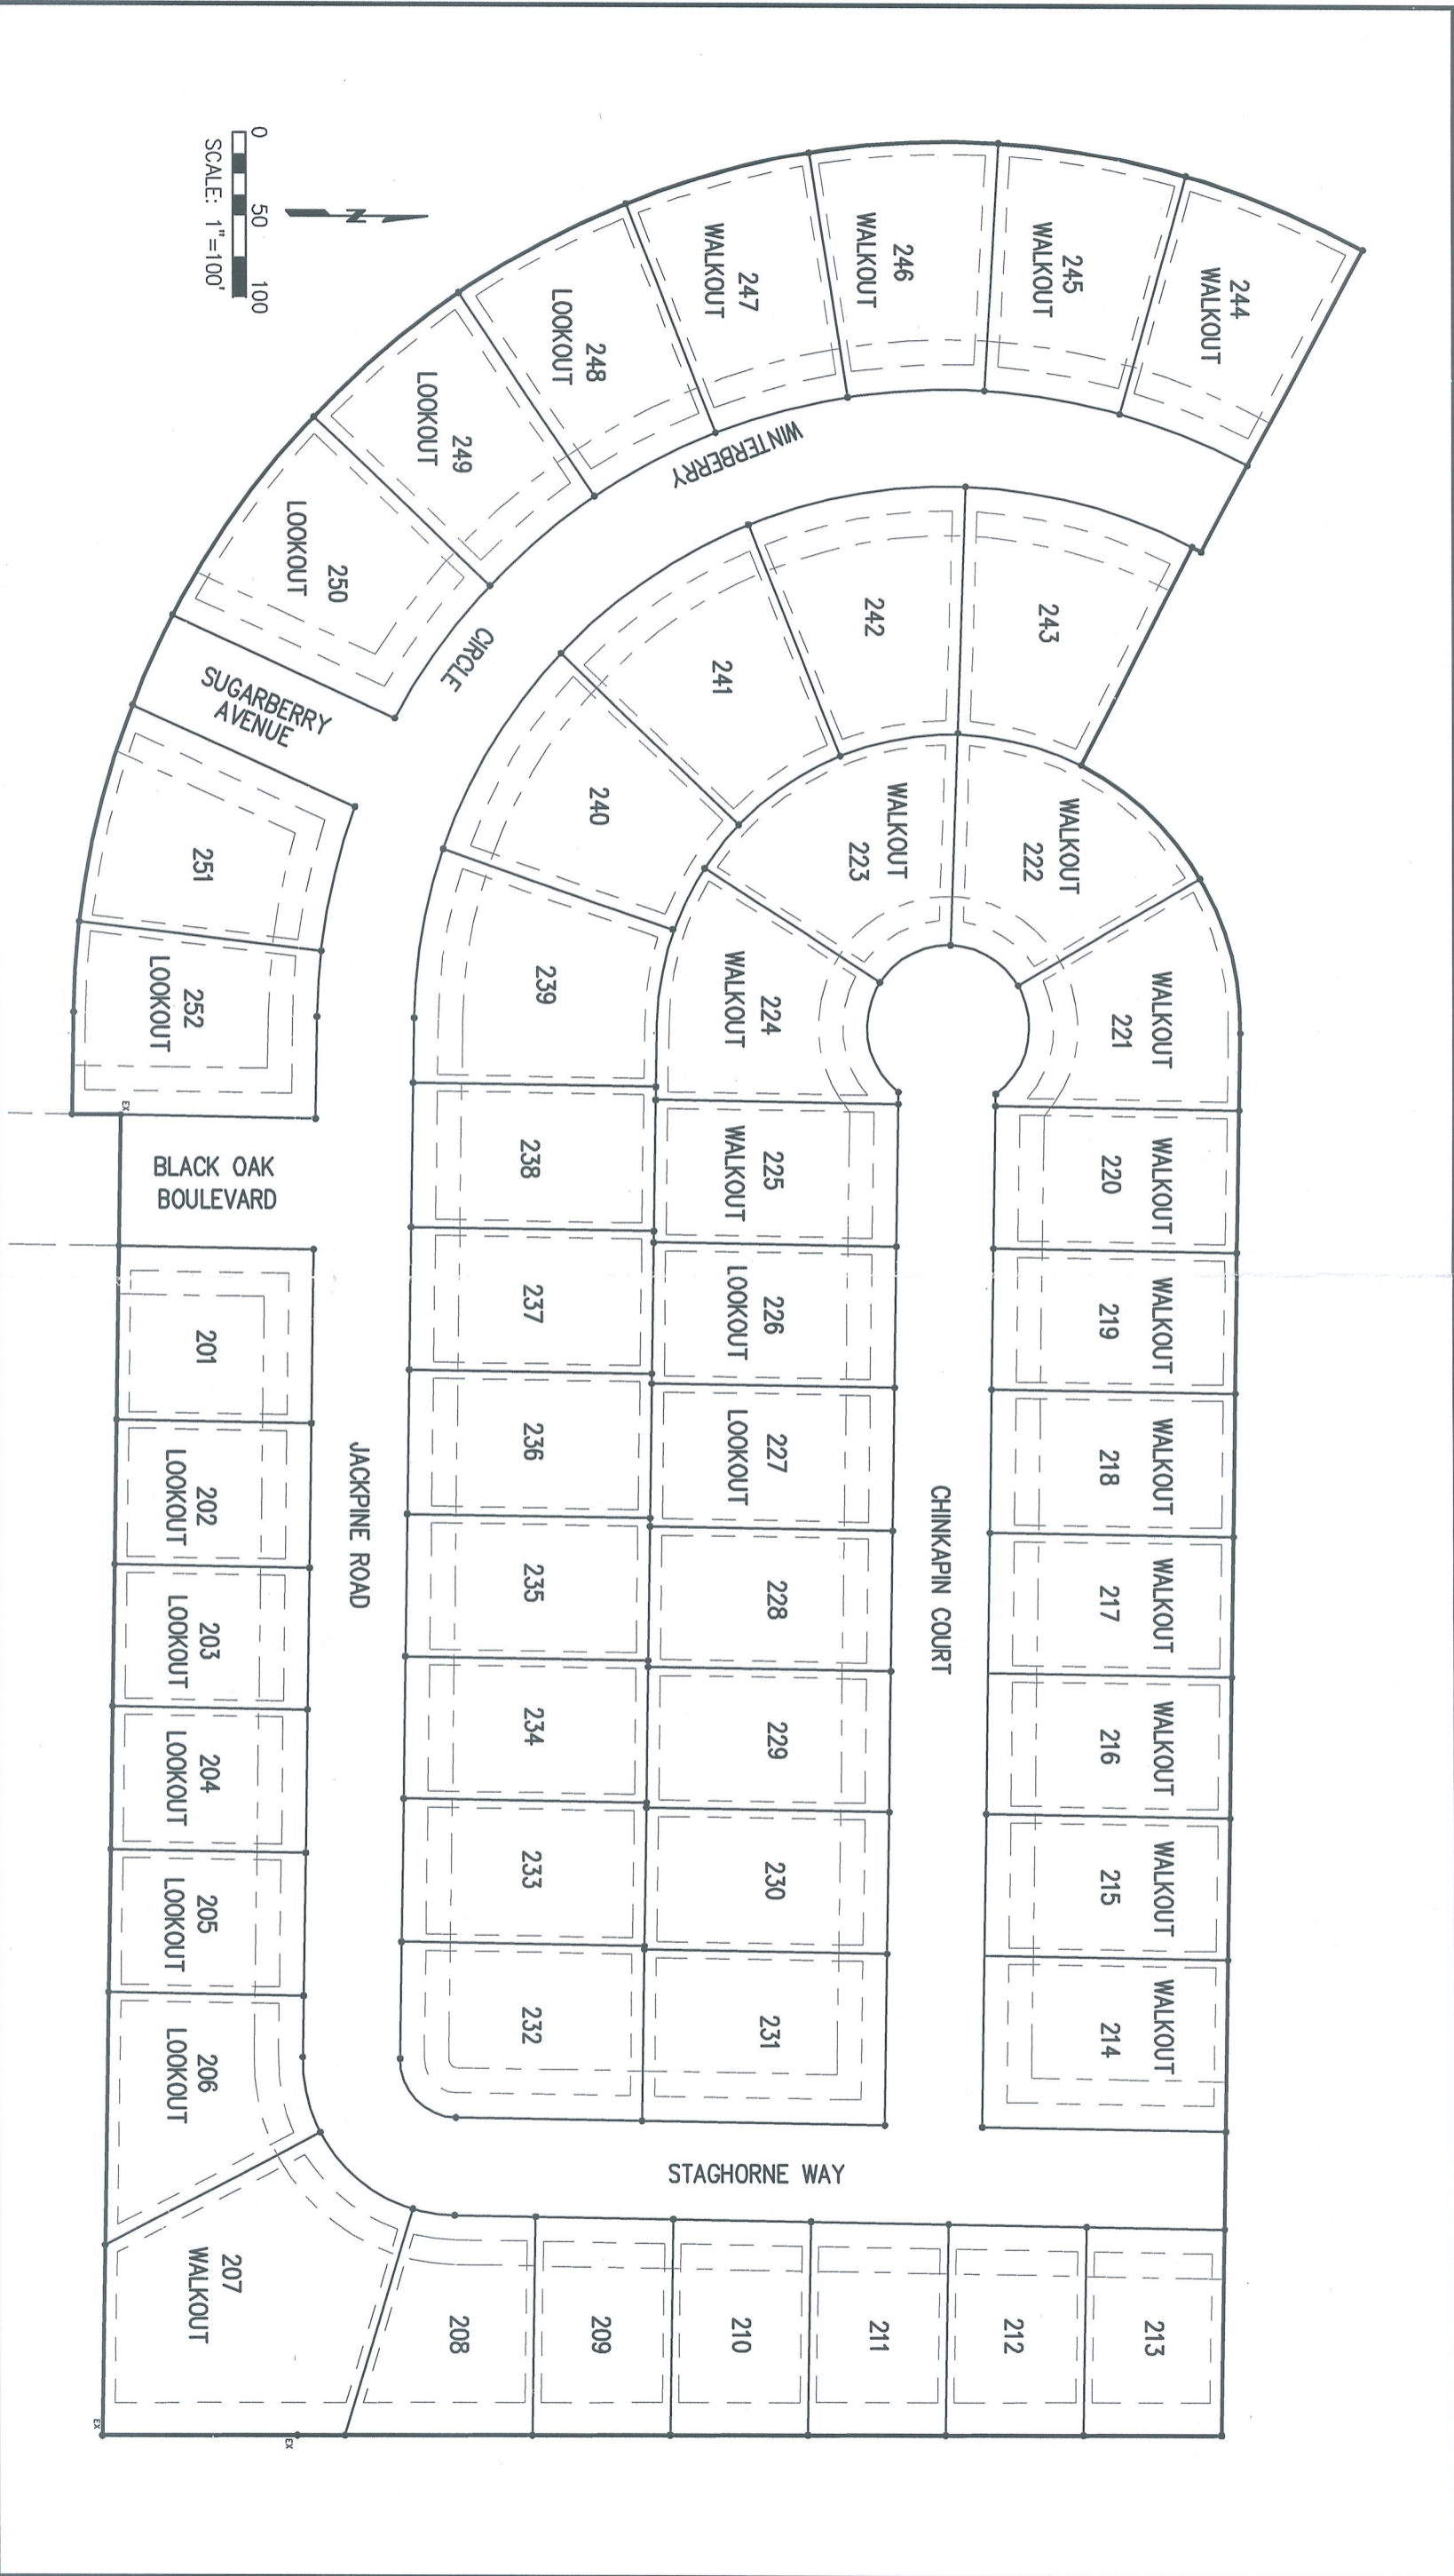 0 50 100
SCALE: 1"=100'
N
244
WALKOUT
245
WALKOUT
246
WALKOUT
247
WALKOUT
248
LOOKOUT
249
LOOKOUT
250
LOOKOUT
WINTERBERRY
CIRCLE
SUGARBERRY
AVENUE
243
242
241
240
239
251
252
LOOKOUT
EX
BLACK OAK
BOULEVARD
WALKOUT
222
WALKOUT
223
224
WALKOUT
WALKOUT
221
WALKOUT
220
WALKOUT
219
WALKOUT
218
WALKOUT
217
WALKOUT
216
WALKOUT
215
WALKOUT
214
CHINKAPIN COURT
225
WALKOUT
226
LOOKOUT
227
LOOKOUT
228
229
230
231
238
237
236
235
234
233
232
JACKPINE ROAD
201
202
LOOKOUT
203
LOOKOUT
204
LOOKOUT
205
LOOKOUT
206
LOOKOUT
STAGHORNE WAY
207
WALKOUT
208
209
210
211
212
213
EX
EX